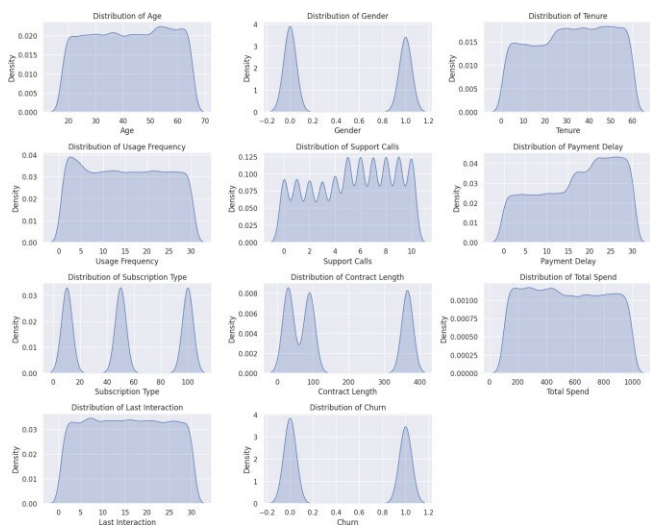 Distribution of Age
Density
0.020
0.015
0.010
0.005
0.000
20 30 40 50 60 70
Age
Distribution of Gender
Density
4
3
2
1
0
−0.2 0.0 0.2 0.4 0.6 0.8 1.0 1.2
Gender
Distribution of Tenure
Density
0.015
0.010
0.005
0.000
0 10 20 30 40 50 60
Tenure
Distribution of Usage Frequency
Density
0.04
0.03
0.02
0.01
0.00
0 5 10 15 20 25 30
Usage Frequency
Distribution of Support Calls
Density
0.125
0.100
0.075
0.050
0.025
0.000
0 2 4 6 8 10
Support Calls
Distribution of Payment Delay
Density
0.04
0.02
0.00
0 5 10 15 20 25 30
Payment Delay
Distribution of Subscription Type
Density
0.03
0.02
0.01
0.00
0 20 40 60 80 100
Subscription Type
Distribution of Contract Length
Density
0.008
0.006
0.004
0.002
0.000
0 100 200 300 400
Contract Length
Distribution of Total Spend
Density
0.00100
0.00075
0.00050
0.00025
0.00000
0 200 400 600 800 1000
Total Spend
Distribution of Last Interaction
Density
0.03
0.02
0.01
0.00
0 5 10 15 20 25 30
Last Interaction
Distribution of Churn
Density
4
3
2
1
0
−0.2 0.0 0.2 0.4 0.6 0.8 1.0 1.2
Churn